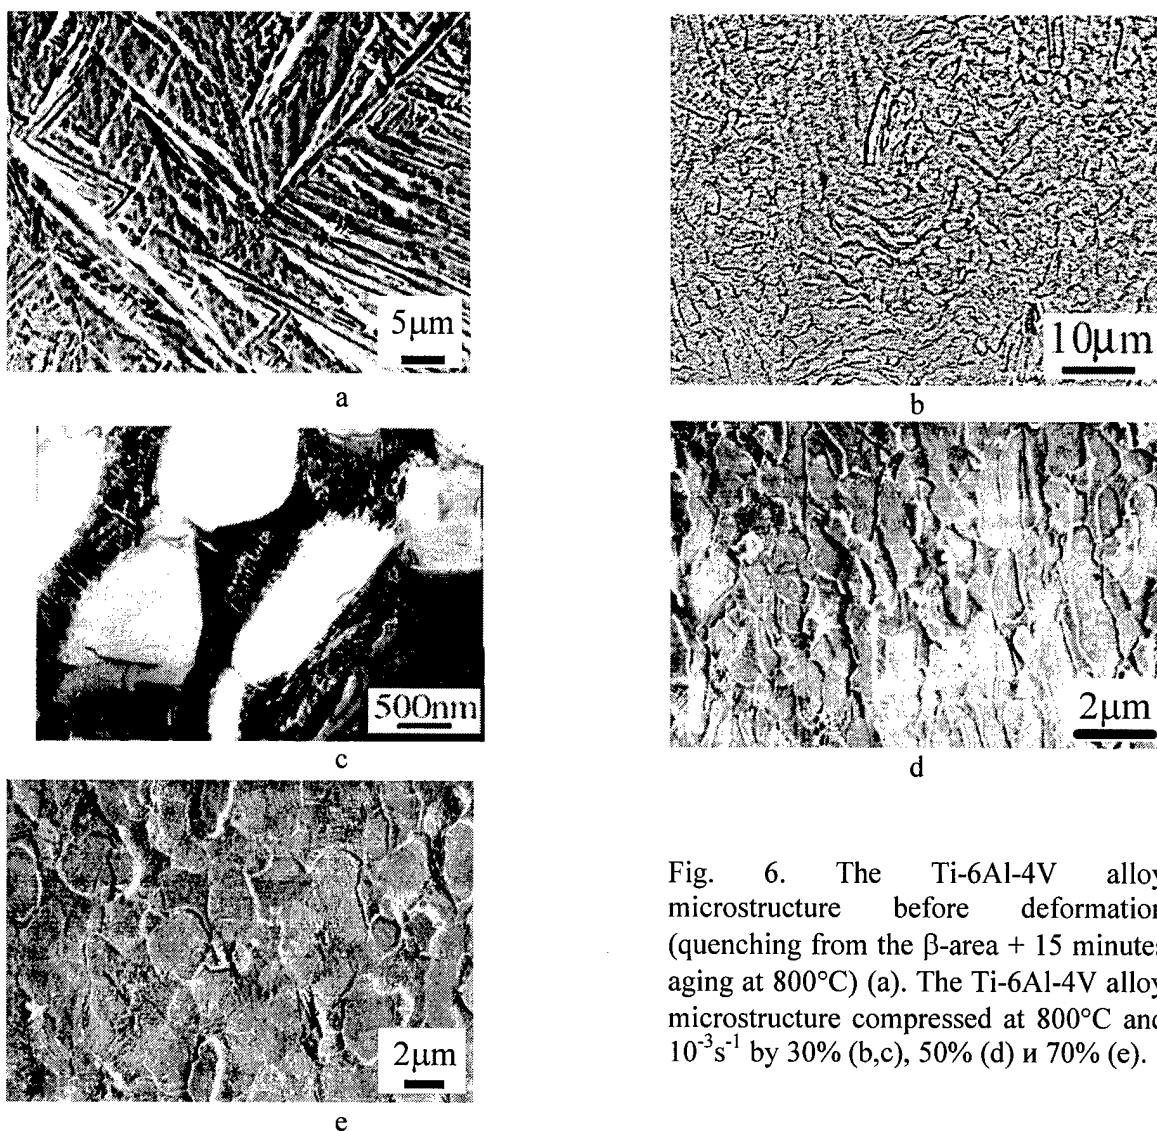 5µm
10µm
a
b
500nm
2µm
c
d
2µm
e
Fig. 6. The Ti-6Al-4V alloy
microstructure before deformation
(quenching from the β-area + 15 minutes
aging at 800°C) (a). The Ti-6Al-4V alloy
microstructure compressed at 800°C and
10⁻³s⁻¹ by 30% (b,c), 50% (d) и 70% (e).